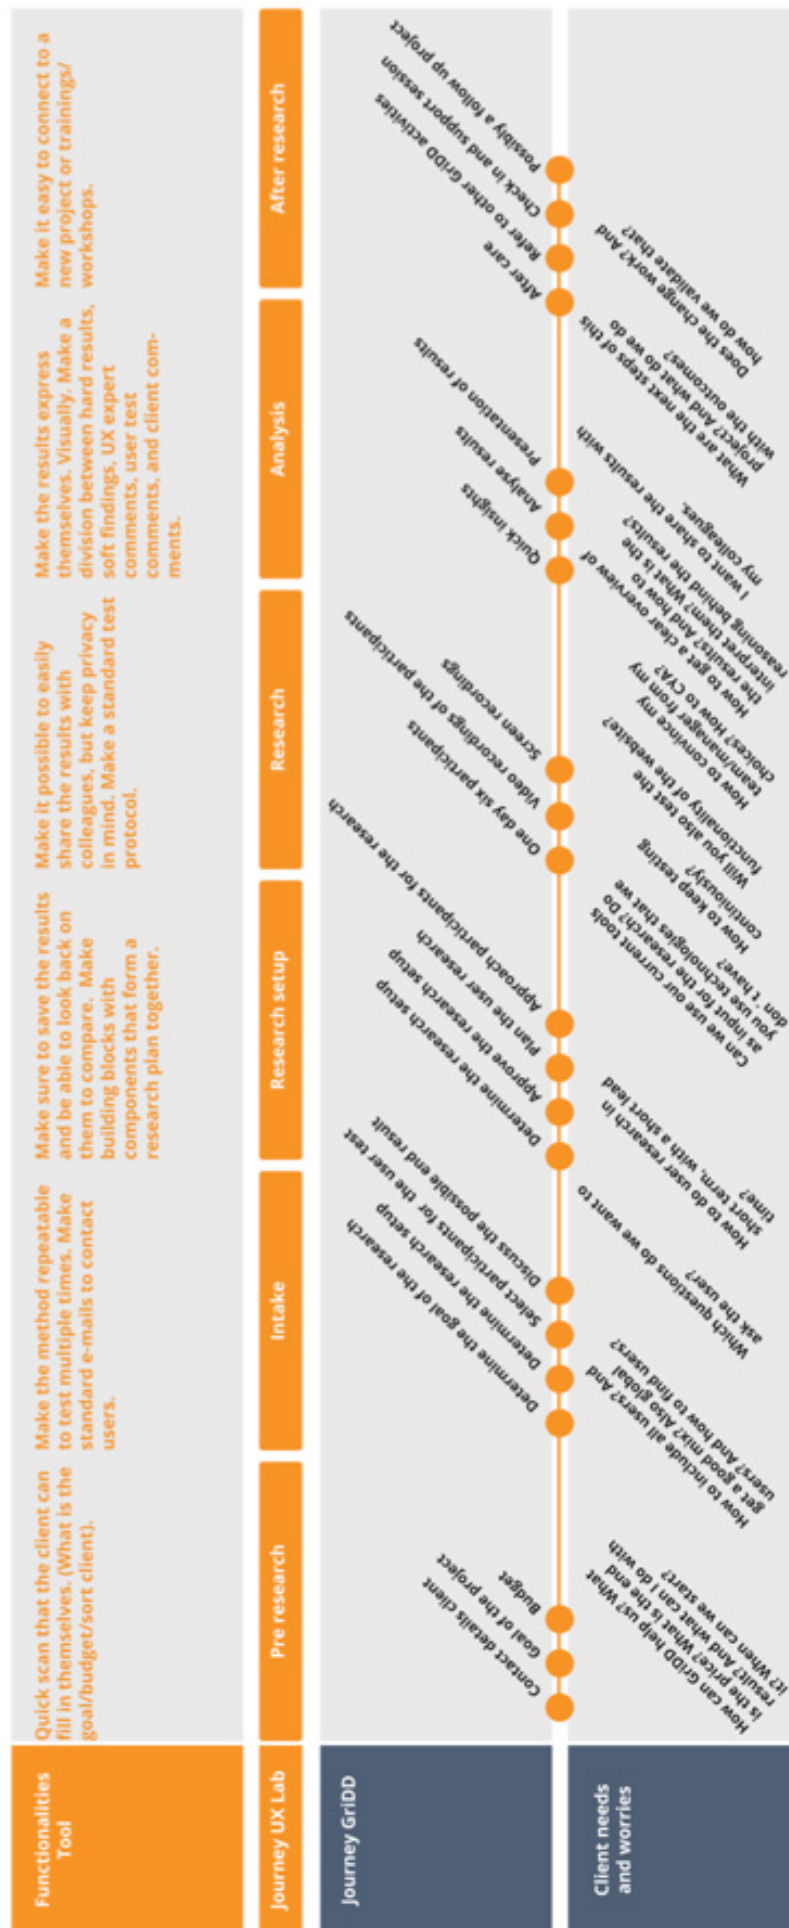 Functionalities
Tool
Quick scan that the client can
fill in themselves. (What is the
goal/budget/sort client).
Make the method repeatable
to test multiple times. Make
standard e-mails to contact
users.
Make sure to save the results
and be able to look back on
them to compare. Make
building blocks with
components that form a
research plan together.
Make it possible to easily
share the results with
colleagues, but keep privacy
in mind. Make a standard test
protocol.
Make the results express
themselves. Visually. Make a
division between hard results,
soft findings, UX expert
comments, user test
comments, and client com-
ments.
Make it easy to connect to a
new project or trainings/
workshops.
Journey UX Lab
Pre research
Intake
Research setup
Research
Analysis
After research
Journey GriDD
Contact details client
Goal of the project
Budget
Determine the goal of the research
Determine the research setup
Select participants for the user test
Discuss the possible end result
Determine the research setup
Approve the research setup
Plan the user research
Approach participants for the research
One day six participants
Video recordings of the participants
Screen recordings
Quick insights
Analyse results
Presentation of results
After care
Refer to other GriDD activities
Check in and support session
Possibly a follow up project
Client needs
and worries
How can GriDD help us? What
is the price? What is the end
result? And what can I do with
it? When can we start?
How to include all users? And
get a good mix? Also global
users? And how to find users?
Which questions do we want to
ask the user?
How to do user research in
short term, with a short lead
time?
Can we use our current tools
as input for the research? Do
you use technologies that we
don´t have?
How to keep testing
continiously?
Will you also test the
functionality of the website?
How to convince my
team/manager from my
choices? How to CYA?
How to get a clear overview of
the results? And how to
interpret them? What is the
reasoning behind the results?
I want to share the results with
my colleagues.
What are the next steps of this
project? And what do we do
with the outcomes?
Does the change work? And
how do we validate that?